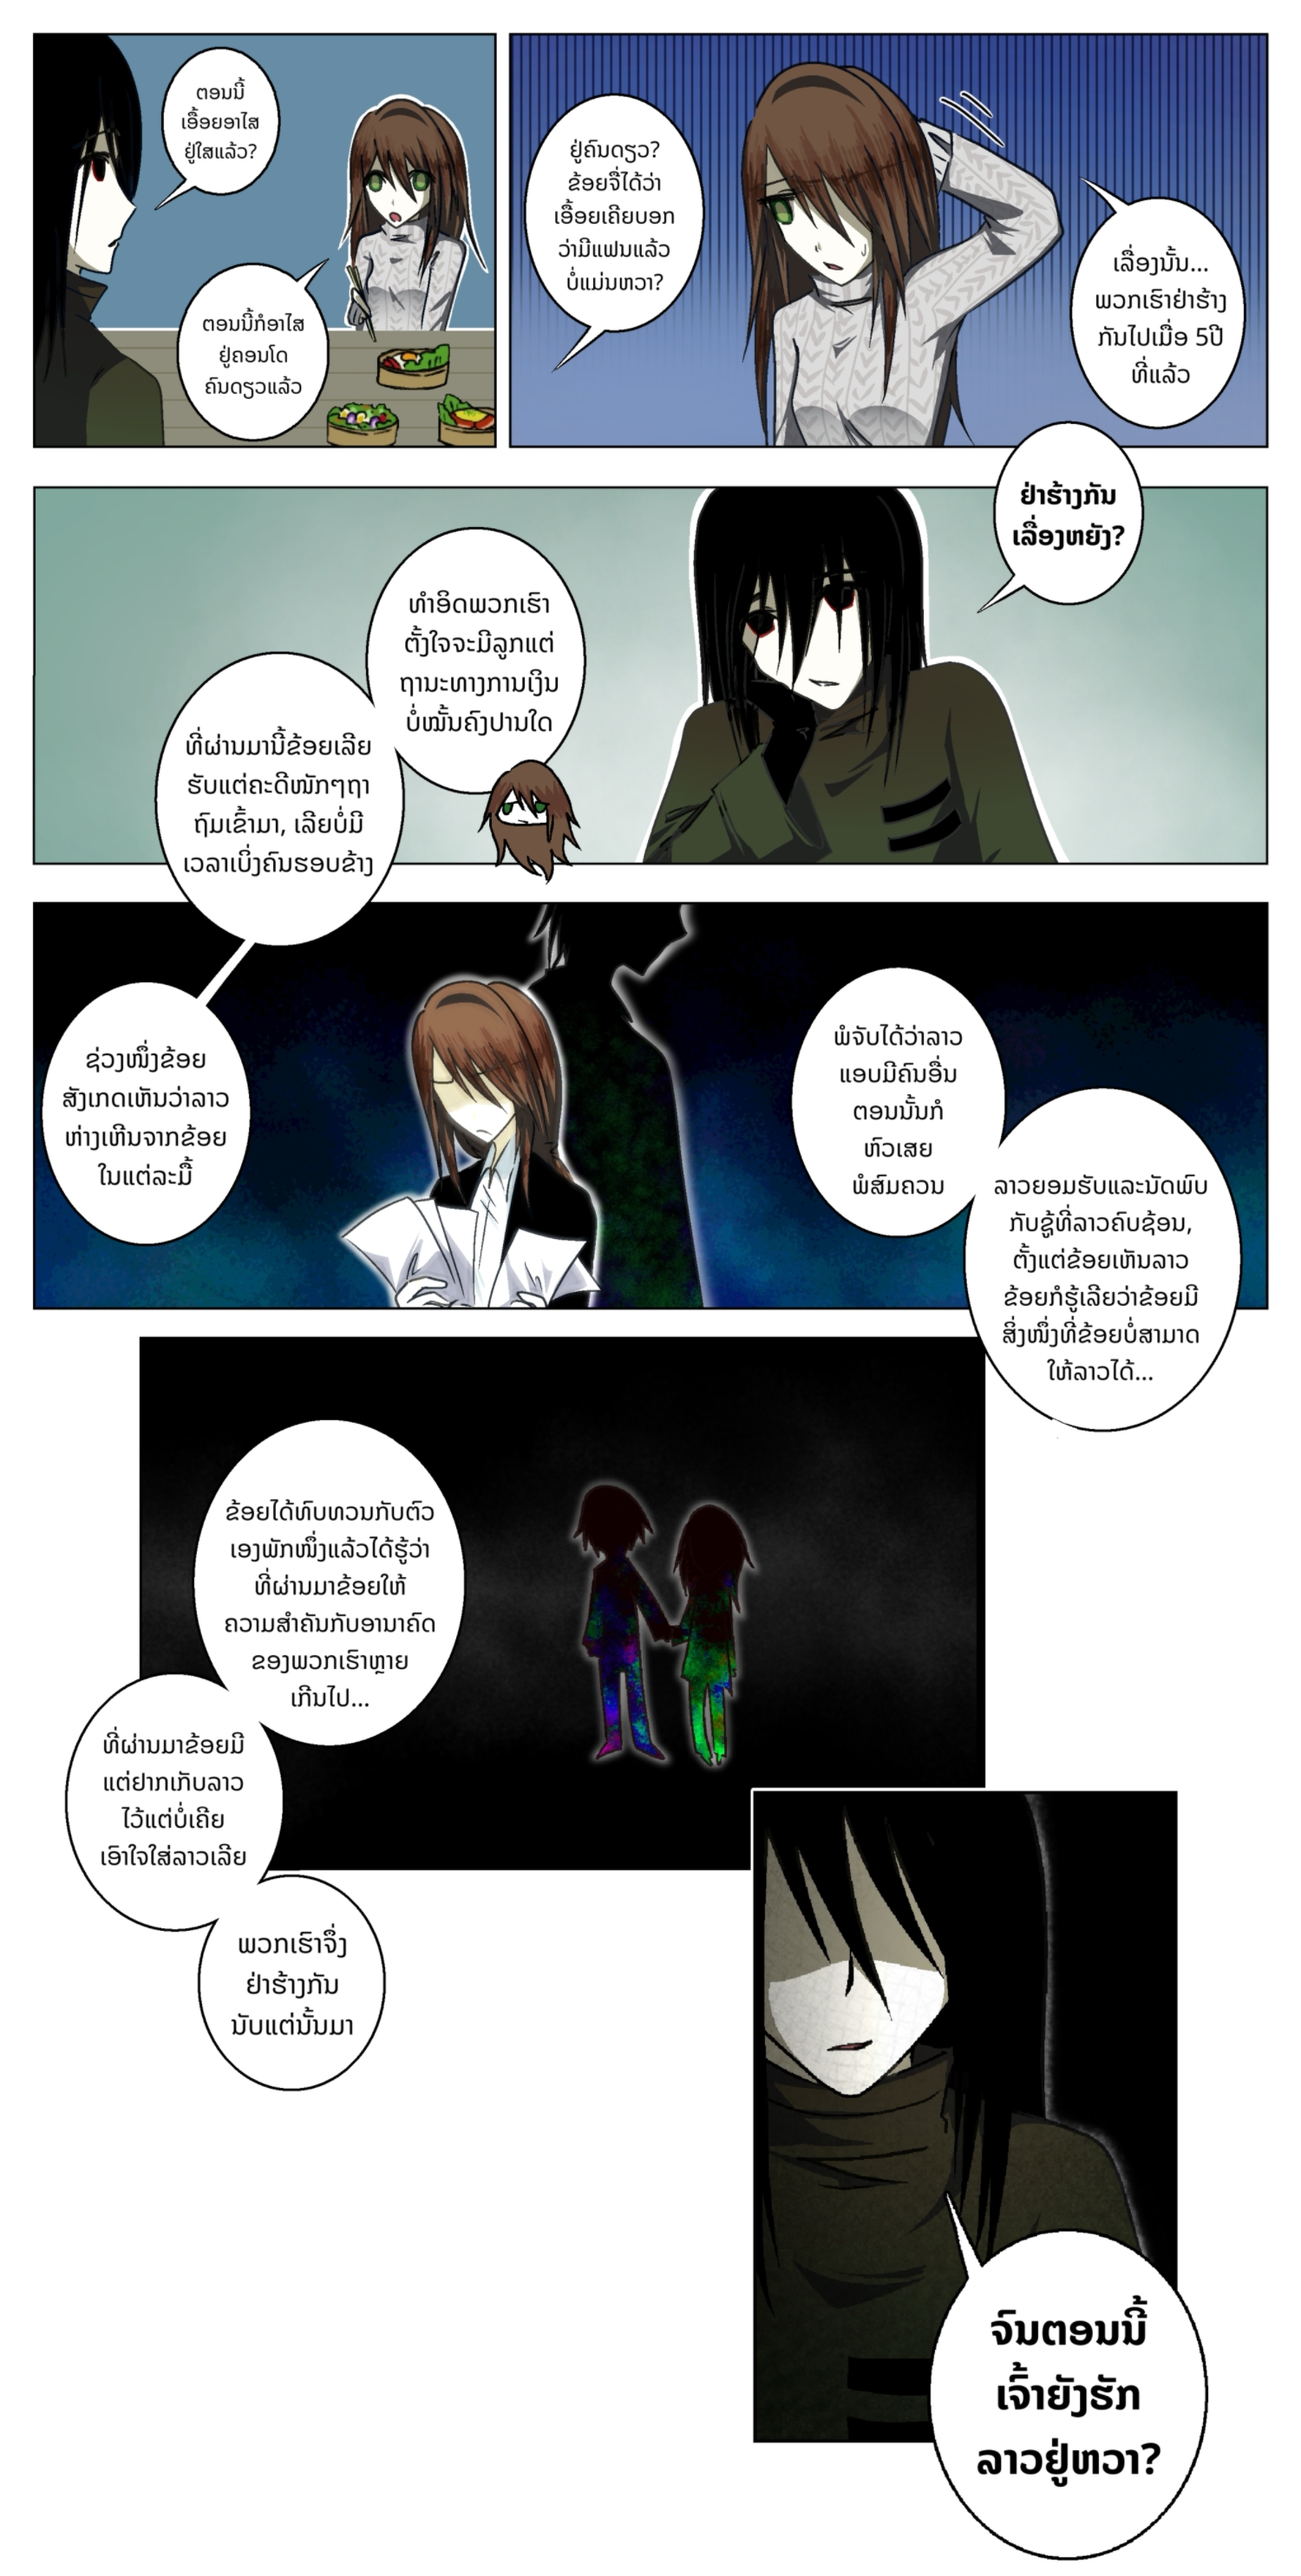 ຕອນນີ້
ເອື້ອຍອາໄສ
ຢູ່ໃສແລ້ວ?
ຕອນນີ້ກໍອາໄສ
ຢູ່ຄອນໂດ
ຄົນດຽວແລ້ວ
ຢູ່ຄົນດຽວ?
ຂ້ອຍຈື່ໄດ້ວ່າ
ເອື້ອຍເຄີຍບອກ
ວ່າມີແຟນແລ້ວ
ບໍ່ແມ່ນຫວາ?
ເລື່ອງນັ້ນ...
ພວກເຮົາຢ່າຮ້າງ
ກັນໄປເມື່ອ 5ປີ
ທີ່ແລ້ວ
ຢ່າຮ້າງກັນ
ເລື່ອງຫຍັງ?
ທຳອິດພວກເຮົາ
ຕັ້ງໃຈຈະມີລູກແຕ່
ຖານະທາງການເງິນ
ບໍ່ໝັ້ນຄົງປານໃດ
ທີ່ຜ່ານມານີ້ຂ້ອຍເລີຍ
ຮັບແຕ່ຄະດີໜັກໆຖາ
ຖົມເຂົ້າມາ, ເລີຍບໍ່ມີ
ເວລາເບິ່ງຄົນຮອບຂ້າງ
ຊ່ວງໜຶ່ງຂ້ອຍ
ສັງເກດເຫັນວ່າລາວ
ຫ່າງເຫີນຈາກຂ້ອຍ
ໃນແຕ່ລະມື້
ພໍຈັບໄດ້ວ່າລາວ
ແອບມີຄົນອື່ນ
ຕອນນັ້ນກໍ
ຫົວເສຍ
ພໍສົມຄວນ
ລາວຍອມຮັບແລະນັດພົບ
ກັບຊູ້ທີ່ລາວຄົບຊ້ອນ,
ຕັ້ງແຕ່ຂ້ອຍເຫັນລາວ
ຂ້ອຍກໍຮູ້ເລີຍວ່າຂ້ອຍມີ
ສິ່ງໜຶ່ງທີ່ຂ້ອຍບໍ່ສາມາດ
ໃຫ້ລາວໄດ້...
ຂ້ອຍໄດ້ທົບທວນກັບຕົວ
ເອງພັກໜຶ່ງແລ້ວໄດ້ຮູ້ວ່າ
ທີ່ຜ່ານມາຂ້ອຍໃຫ້
ຄວາມສຳຄັນກັບອານາຄົດ
ຂອງພວກເຮົາຫຼາຍ
ເກີນໄປ...
ທີ່ຜ່ານມາຂ້ອຍມີ
ແຕ່ຢາກເກັບລາວ
ໄວ້ແຕ່ບໍ່ເຄີຍ
ເອົາໃຈໃສ່ລາວເລີຍ
ພວກເຮົາຈຶ່ງ
ຢ່າຮ້າງກັນ
ນັບແຕ່ນັ້ນມາ
ຈົນຕອນນີ້
ເຈົ້າຍັງຮັກ
ລາວຢູ່ຫວາ?